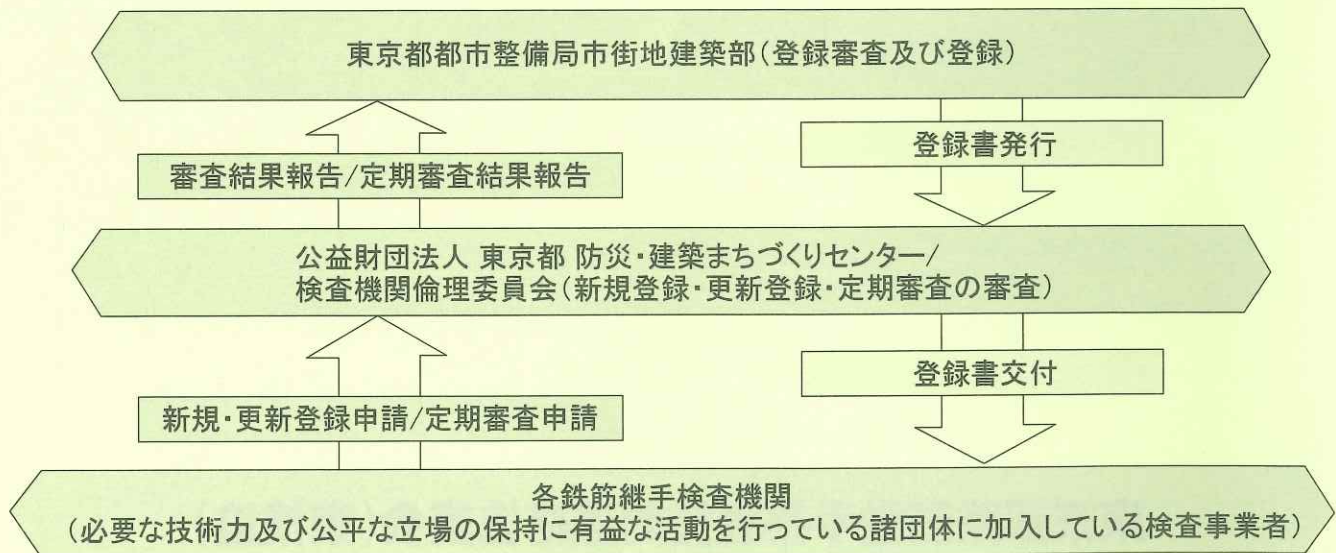 東京都都市整備局市街地建築部(登録審査及び登録)
審査結果報告/定期審査結果報告
登録書発行
公益財団法人 東京都 防災・建築まちづくりセンター/
検査機関倫理委員会(新規登録・更新登録・定期審査の審査)
新規・更新登録申請/定期審査申請
登録書交付
各鉄筋継手検査機関
(必要な技術力及び公平な立場の保持に有益な活動を行っている諸団体に加入している検査事業者)